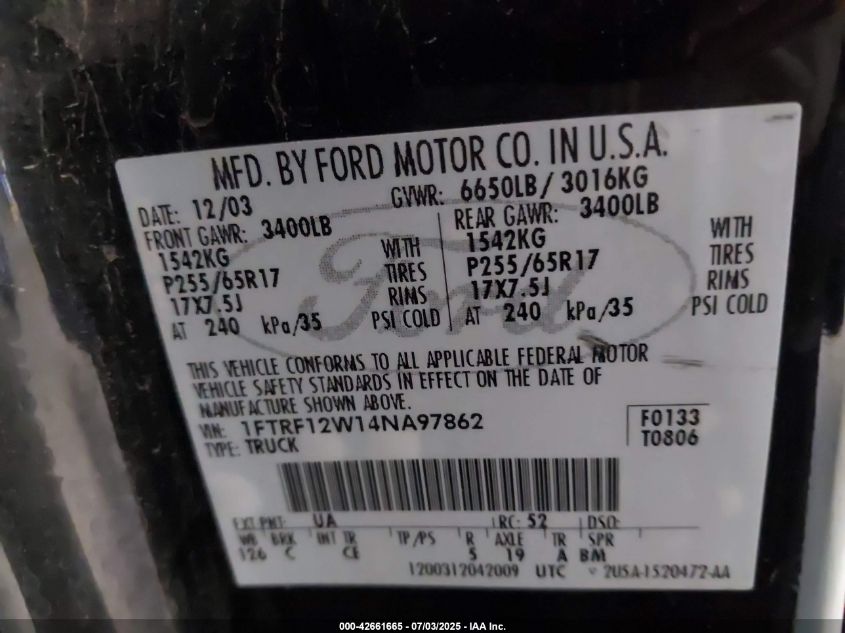 MFD. BY FORD MOTOR CO. IN U.S.A.
DATE: 12/03 GVWR: 6650LB/ 3016KG
FRONT GAWR: 3400LB REAR GAWR: 3400LB
1542KG WITH 1542KG WITH
P255/65R17 TIRES P255/65R17 TIRES
17X7.5J RIMS 17X7.5J RIMS
AT 240 kPa/35 PSI COLD AT 240 kPa/35 PSI COLD
Ford
THIS VEHICLE CONFORMS TO ALL APPLICABLE FEDERAL MOTOR
VEHICLE SAFETY STANDARDS IN EFFECT ON THE DATE OF
MANUFACTURE SHOWN ABOVE.
VIN: 1FTRF12W14NA97862 F0133
TYPE: TRUCK T0806
EXT PNT: UA RC: 52 DSO:
WB BRK INT TR TP/PS R AXLE TR SPR
126 C CE 5 19 A BM
1200312042009 UTC 2USA-1520472-AA
000-42661665 - 07/03/2025 - IAA Inc.